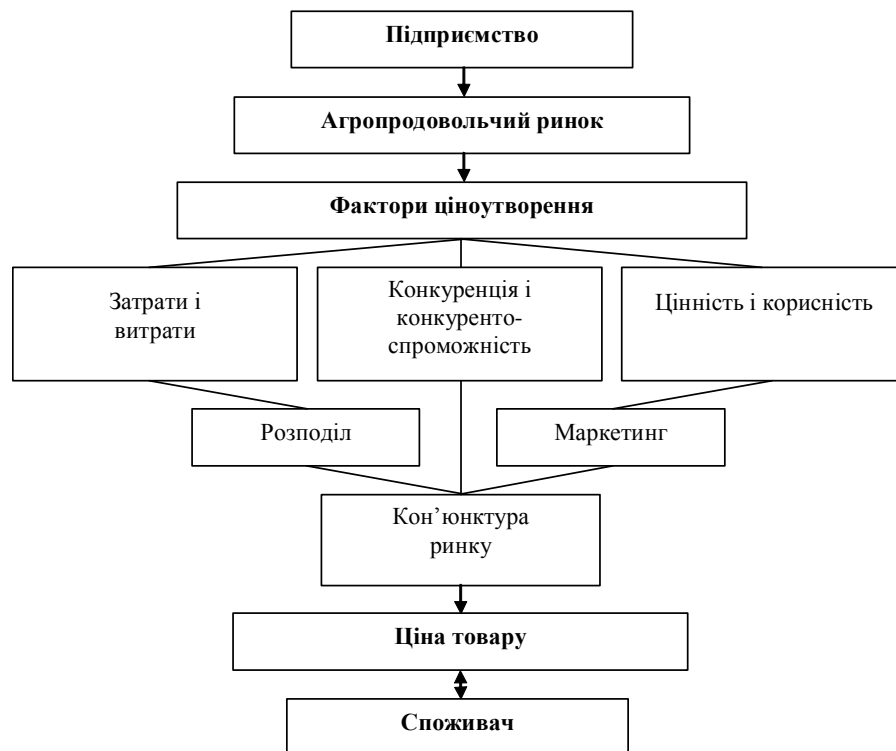 Підприємство
Агропродовольчий ринок
Фактори ціноутворення
Затрати і
витрати
Конкуренція і
конкуренто-
спроможність
Цінність і корисність
Розподіл
Маркетинг
Кон’юнктура
ринку
Ціна товару
Споживач